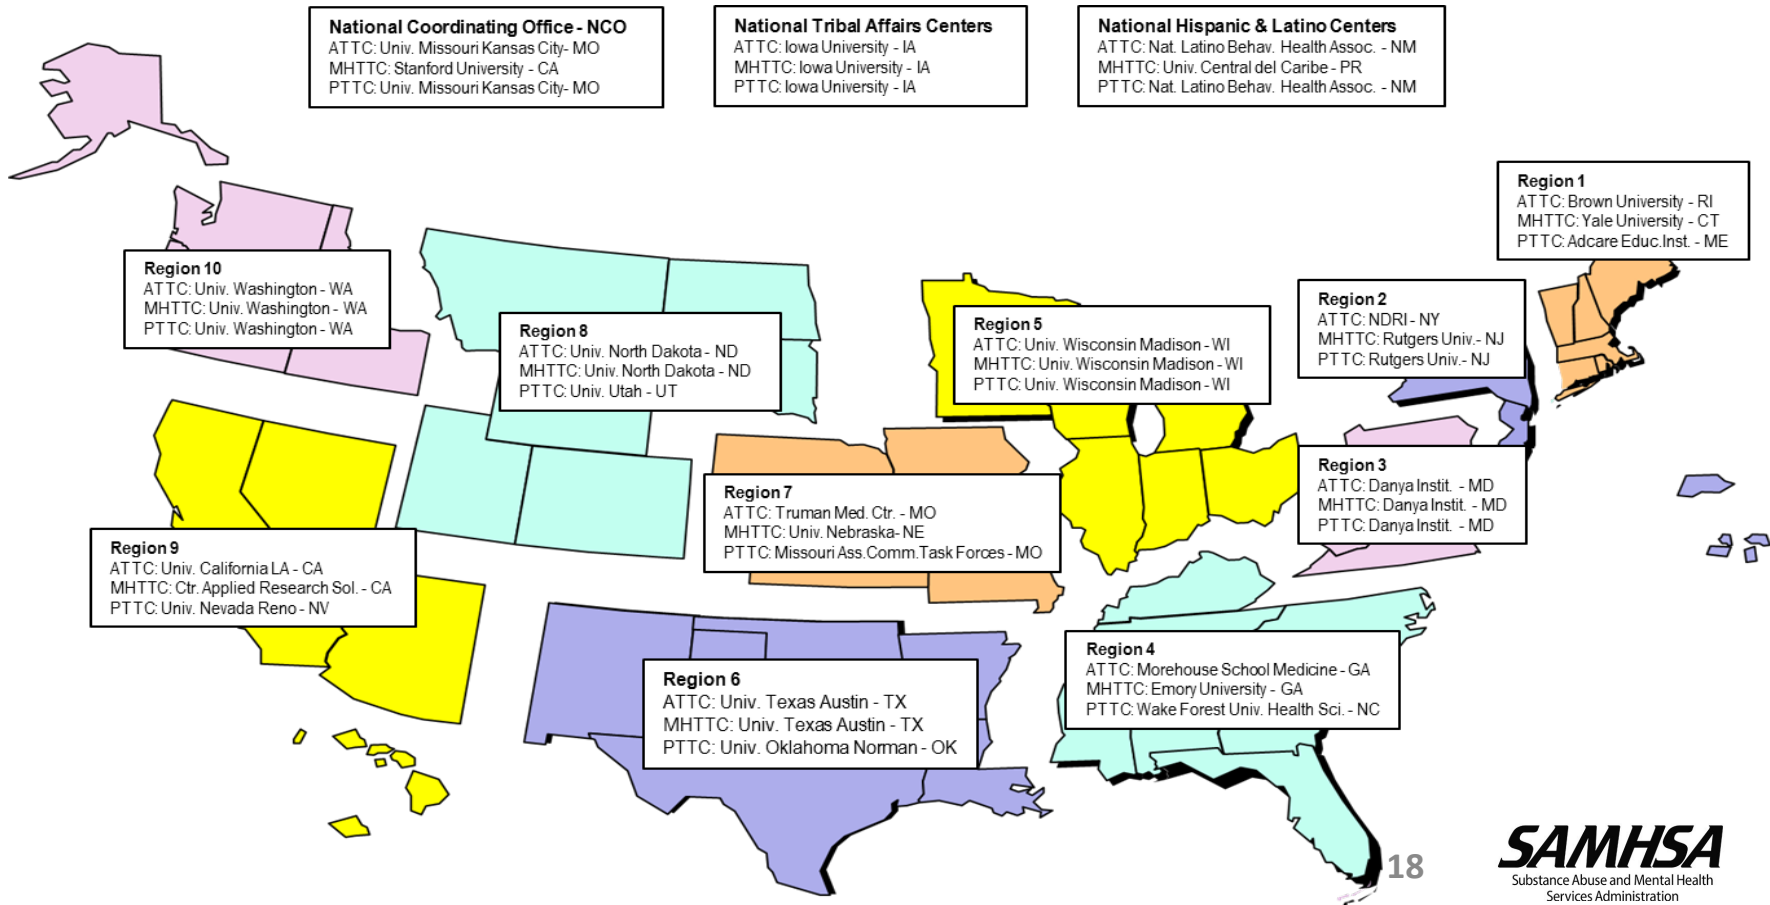 National Coordinating Office - NCO
ATTC: Univ. Missouri Kansas City- MO
MHTTC: Stanford University - CA
PTTC: Univ. Missouri Kansas City- MO
National Tribal Affairs Centers
ATTC: Iowa University - IA
MHTTC: Iowa University - IA
PTTC: Iowa University - IA
National Hispanic & Latino Centers
ATTC: Nat. Latino Behav. Health Assoc. - NM
MHTTC: Univ. Central del Caribe - PR
PTTC: Nat. Latino Behav. Health Assoc. - NM
Region 1
ATTC: Brown University - RI
MHTTC: Yale University - CT
PTTC: Adcare Educ.Inst. - ME
Region 10
ATTC: Univ. Washington - WA
MHTTC: Univ. Washington - WA
PTTC: Univ. Washington - WA
Region 8
ATTC: Univ. North Dakota - ND
MHTTC: Univ. North Dakota - ND
PTTC: Univ. Utah - UT
Region 5
ATTC: Univ. Wisconsin Madison - WI
MHTTC: Univ. Wisconsin Madison - WI
PTTC: Univ. Wisconsin Madison - WI
Region 2
ATTC: NDRI - NY
MHTTC: Rutgers Univ.- NJ
PTTC: Rutgers Univ.- NJ
Region 3
ATTC: Danya Instit. - MD
MHTTC: Danya Instit. - MD
PTTC: Danya Instit. - MD
Region 7
ATTC: Truman Med. Ctr. - MO
MHTTC: Univ. Nebraska- NE
PTTC: Missouri Ass.Comm.Task Forces - MO
Region 9
ATTC: Univ. California LA - CA
MHTTC: Ctr. Applied Research Sol. - CA
PTTC: Univ. Nevada Reno - NV
Region 6
ATTC: Univ. Texas Austin - TX
MHTTC: Univ. Texas Austin - TX
PTTC: Univ. Oklahoma Norman - OK
Region 4
ATTC: Morehouse School Medicine - GA
MHTTC: Emory University - GA
PTTC: Wake Forest Univ. Health Sci. - NC
18
SAMHSA
Substance Abuse and Mental Health
Services Administration